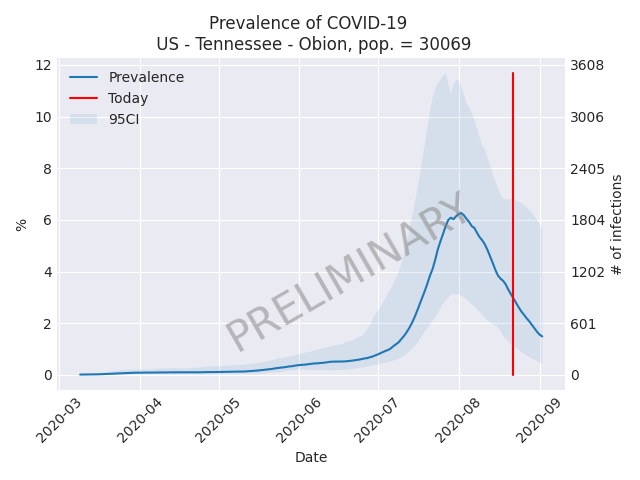 Prevalence of COVID-19
US - Tennessee - Obion, pop. = 30069
12
10
8
6
4
2
0
%
Prevalence
Today
95CI
PRELIMINARY
3608
3006
2405
1804
1202
601
0
# of infections
2020-03
2020-04
2020-05
2020-06
2020-07
2020-08
2020-09
Date